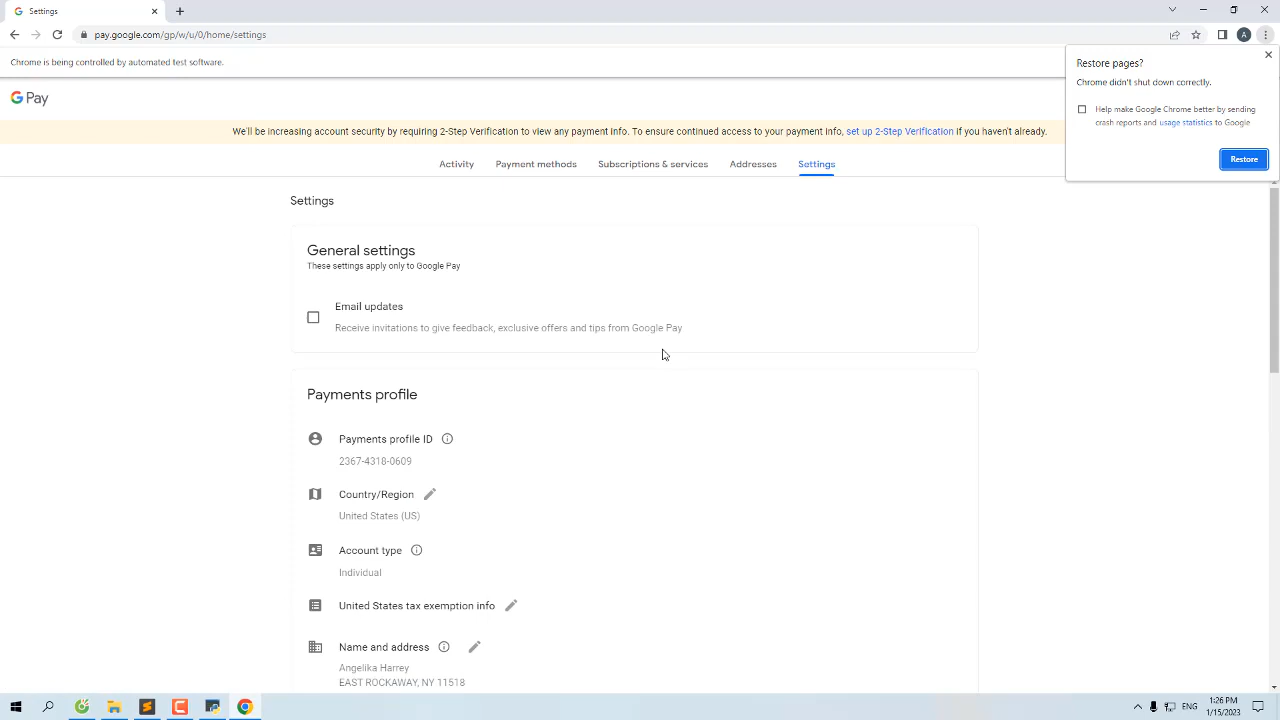 Settings
pay.google.com/gp/w/u/0/home/settings
A
Chrome is being controlled by automated test software.
Restore pages?
Chrome didn't shut down correctly.
Help make Google Chrome better by sending
crash reports and usage statistics to Google
Restore
G Pay
We'll be increasing account security by requiring 2-Step Verification to view any payment info. To ensure continued access to your payment info, set up 2-Step Verification if you haven't already.
Activity Payment methods Subscriptions & services Addresses Settings
Settings
General settings
These settings apply only to Google Pay
Email updates
Receive invitations to give feedback, exclusive offers and tips from Google Pay
Payments profile
Payments profile ID
2367-4318-0609
Country/Region
United States (US)
Account type
Individual
United States tax exemption info
Name and address
Angelika Harrey
EAST ROCKAWAY, NY 11518
ENG
1:26 PM
1/15/2023